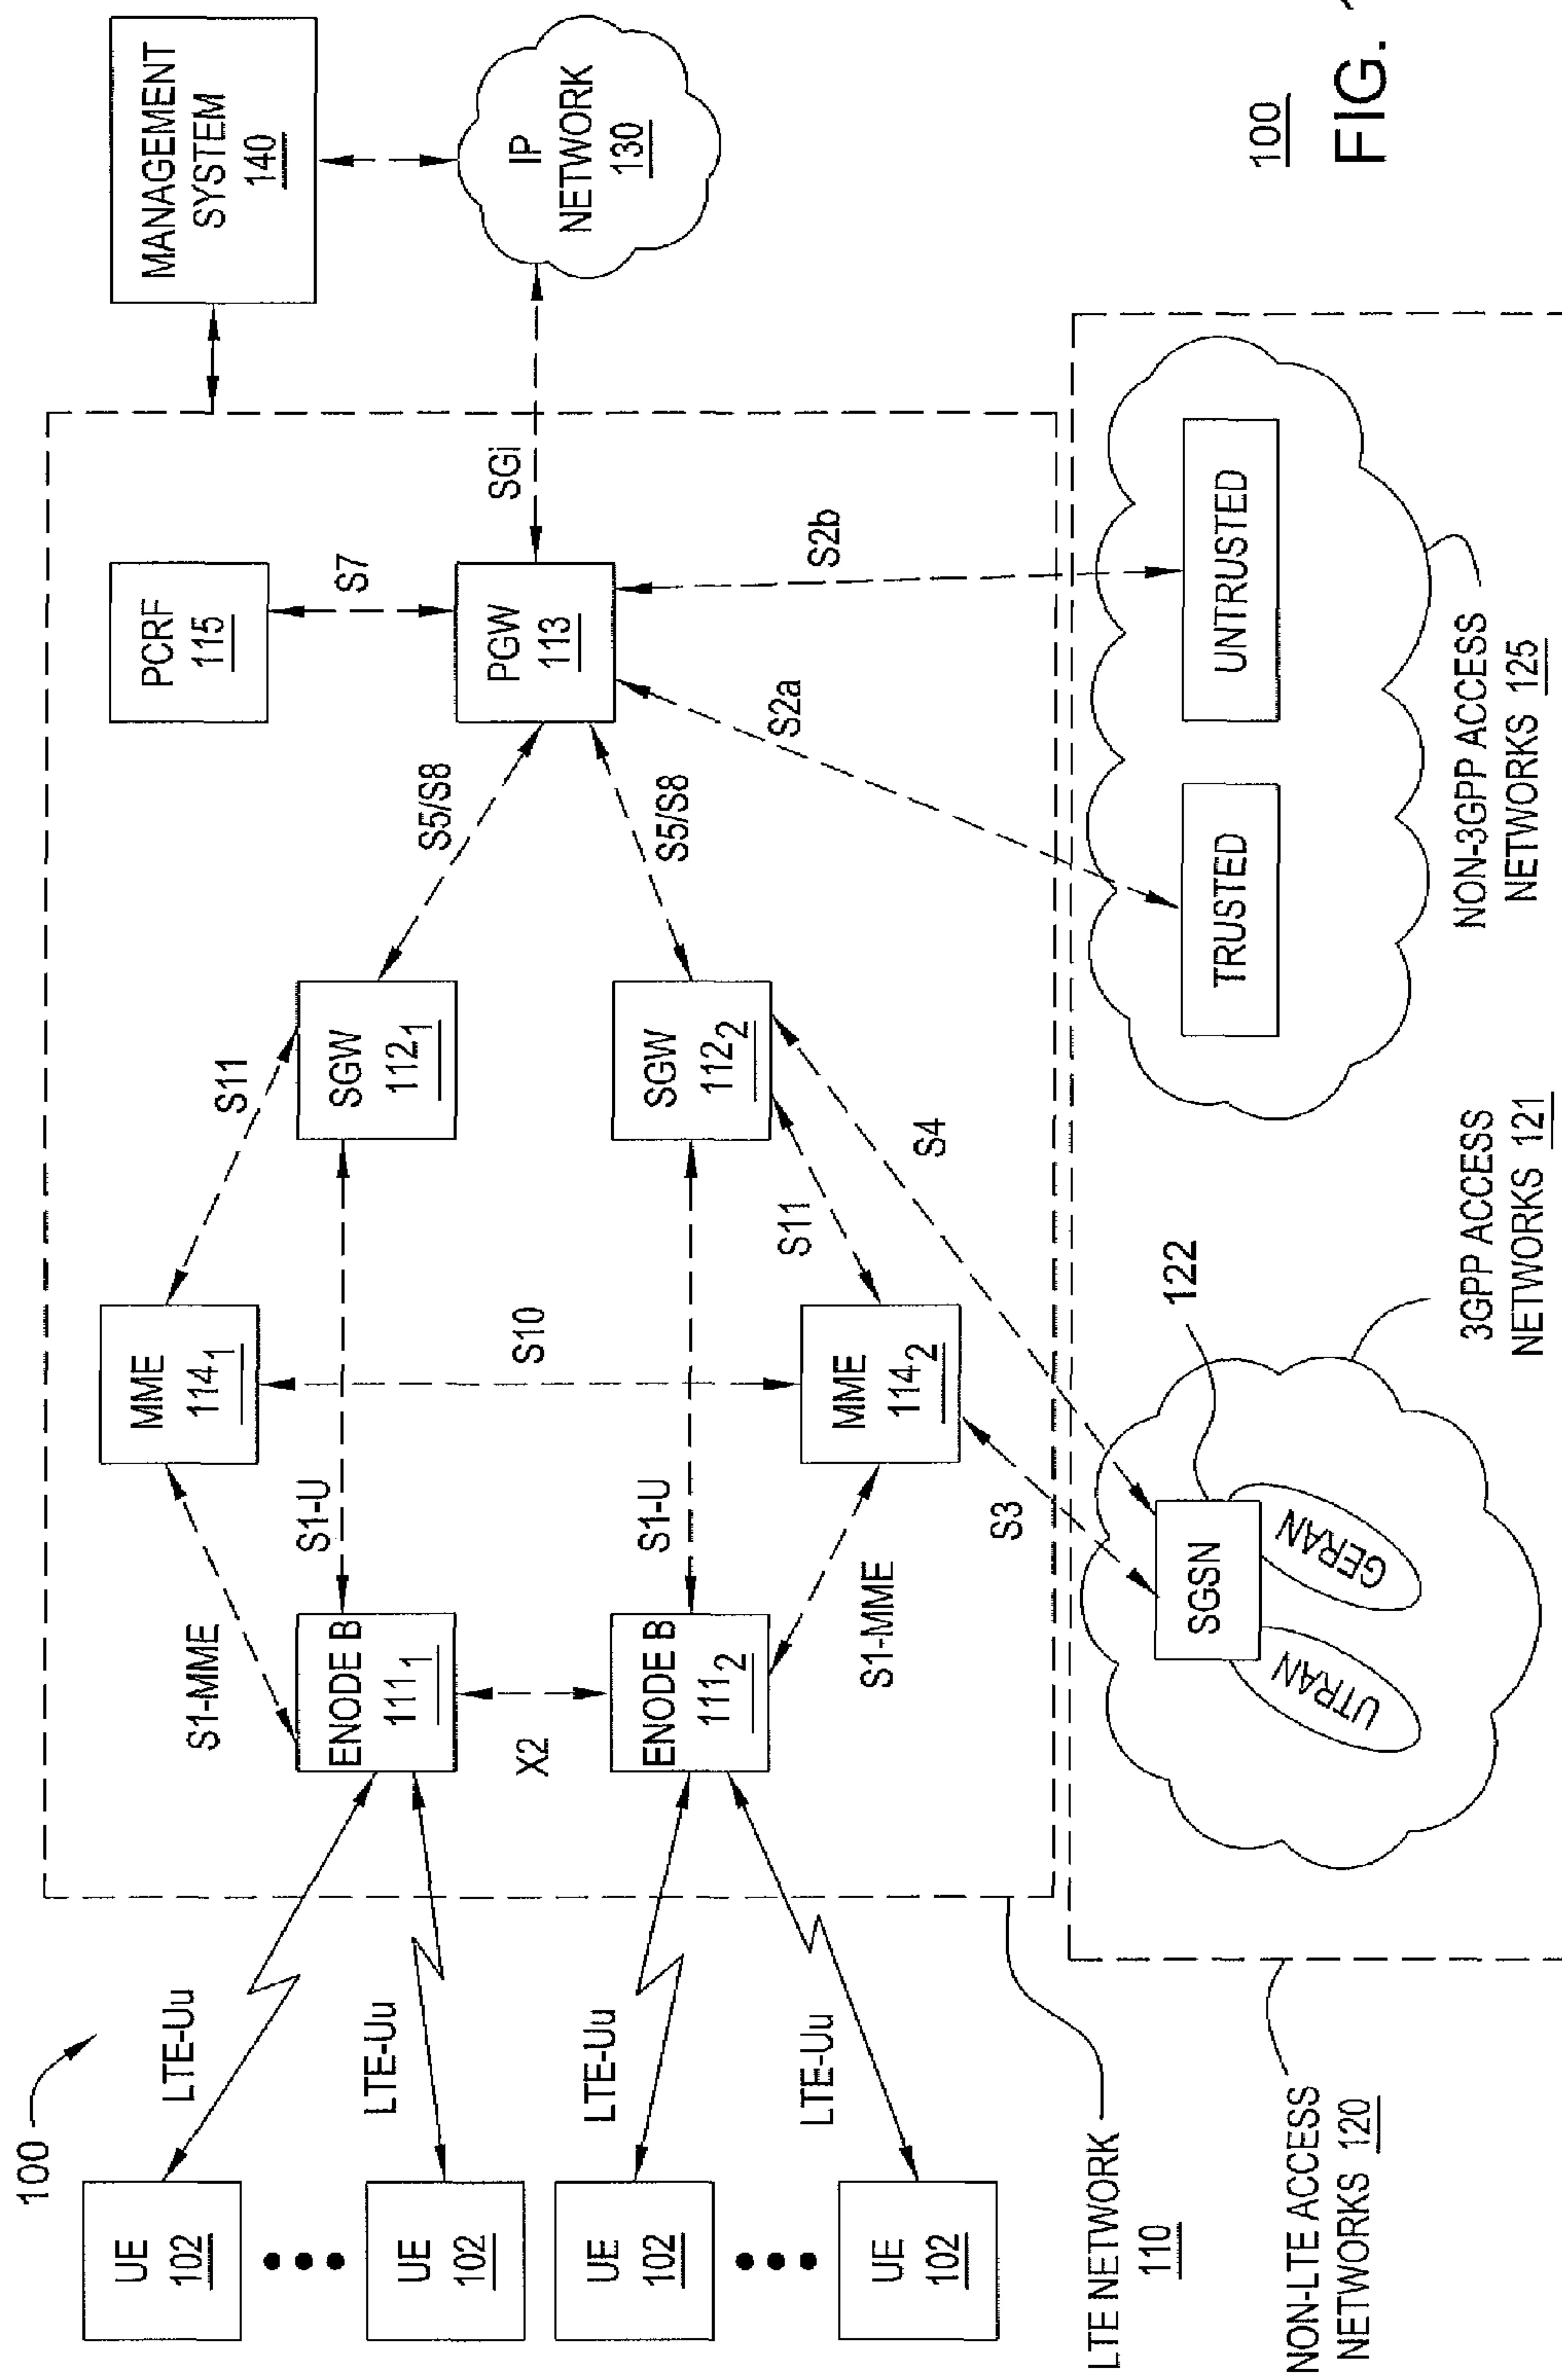 100
UE
102
UE
102
UE
102
UE
102
LTE-Uu
LTE-Uu
LTE-Uu
LTE-Uu
S1-MME
ENODE B
111₁
X2
ENODE B
111₂
S1-MME
S1-U
S1-U
MME
114₁
S10
MME
114₂
S11
SGW
112₁
SGW
112₂
S11
S4
S3
S5/S8
S5/S8
PCRF
115
S7
PGW
113
SGi
S2a
S2b
MANAGEMENT
SYSTEM
140
IP
NETWORK
130
LTE NETWORK
110
NON-LTE ACCESS
NETWORKS 120
SGSN
122
UTRAN
GERAN
3GPP ACCESS
NETWORKS 121
TRUSTED
UNTRUSTED
NON-3GPP ACCESS
NETWORKS 125
100
FIG.